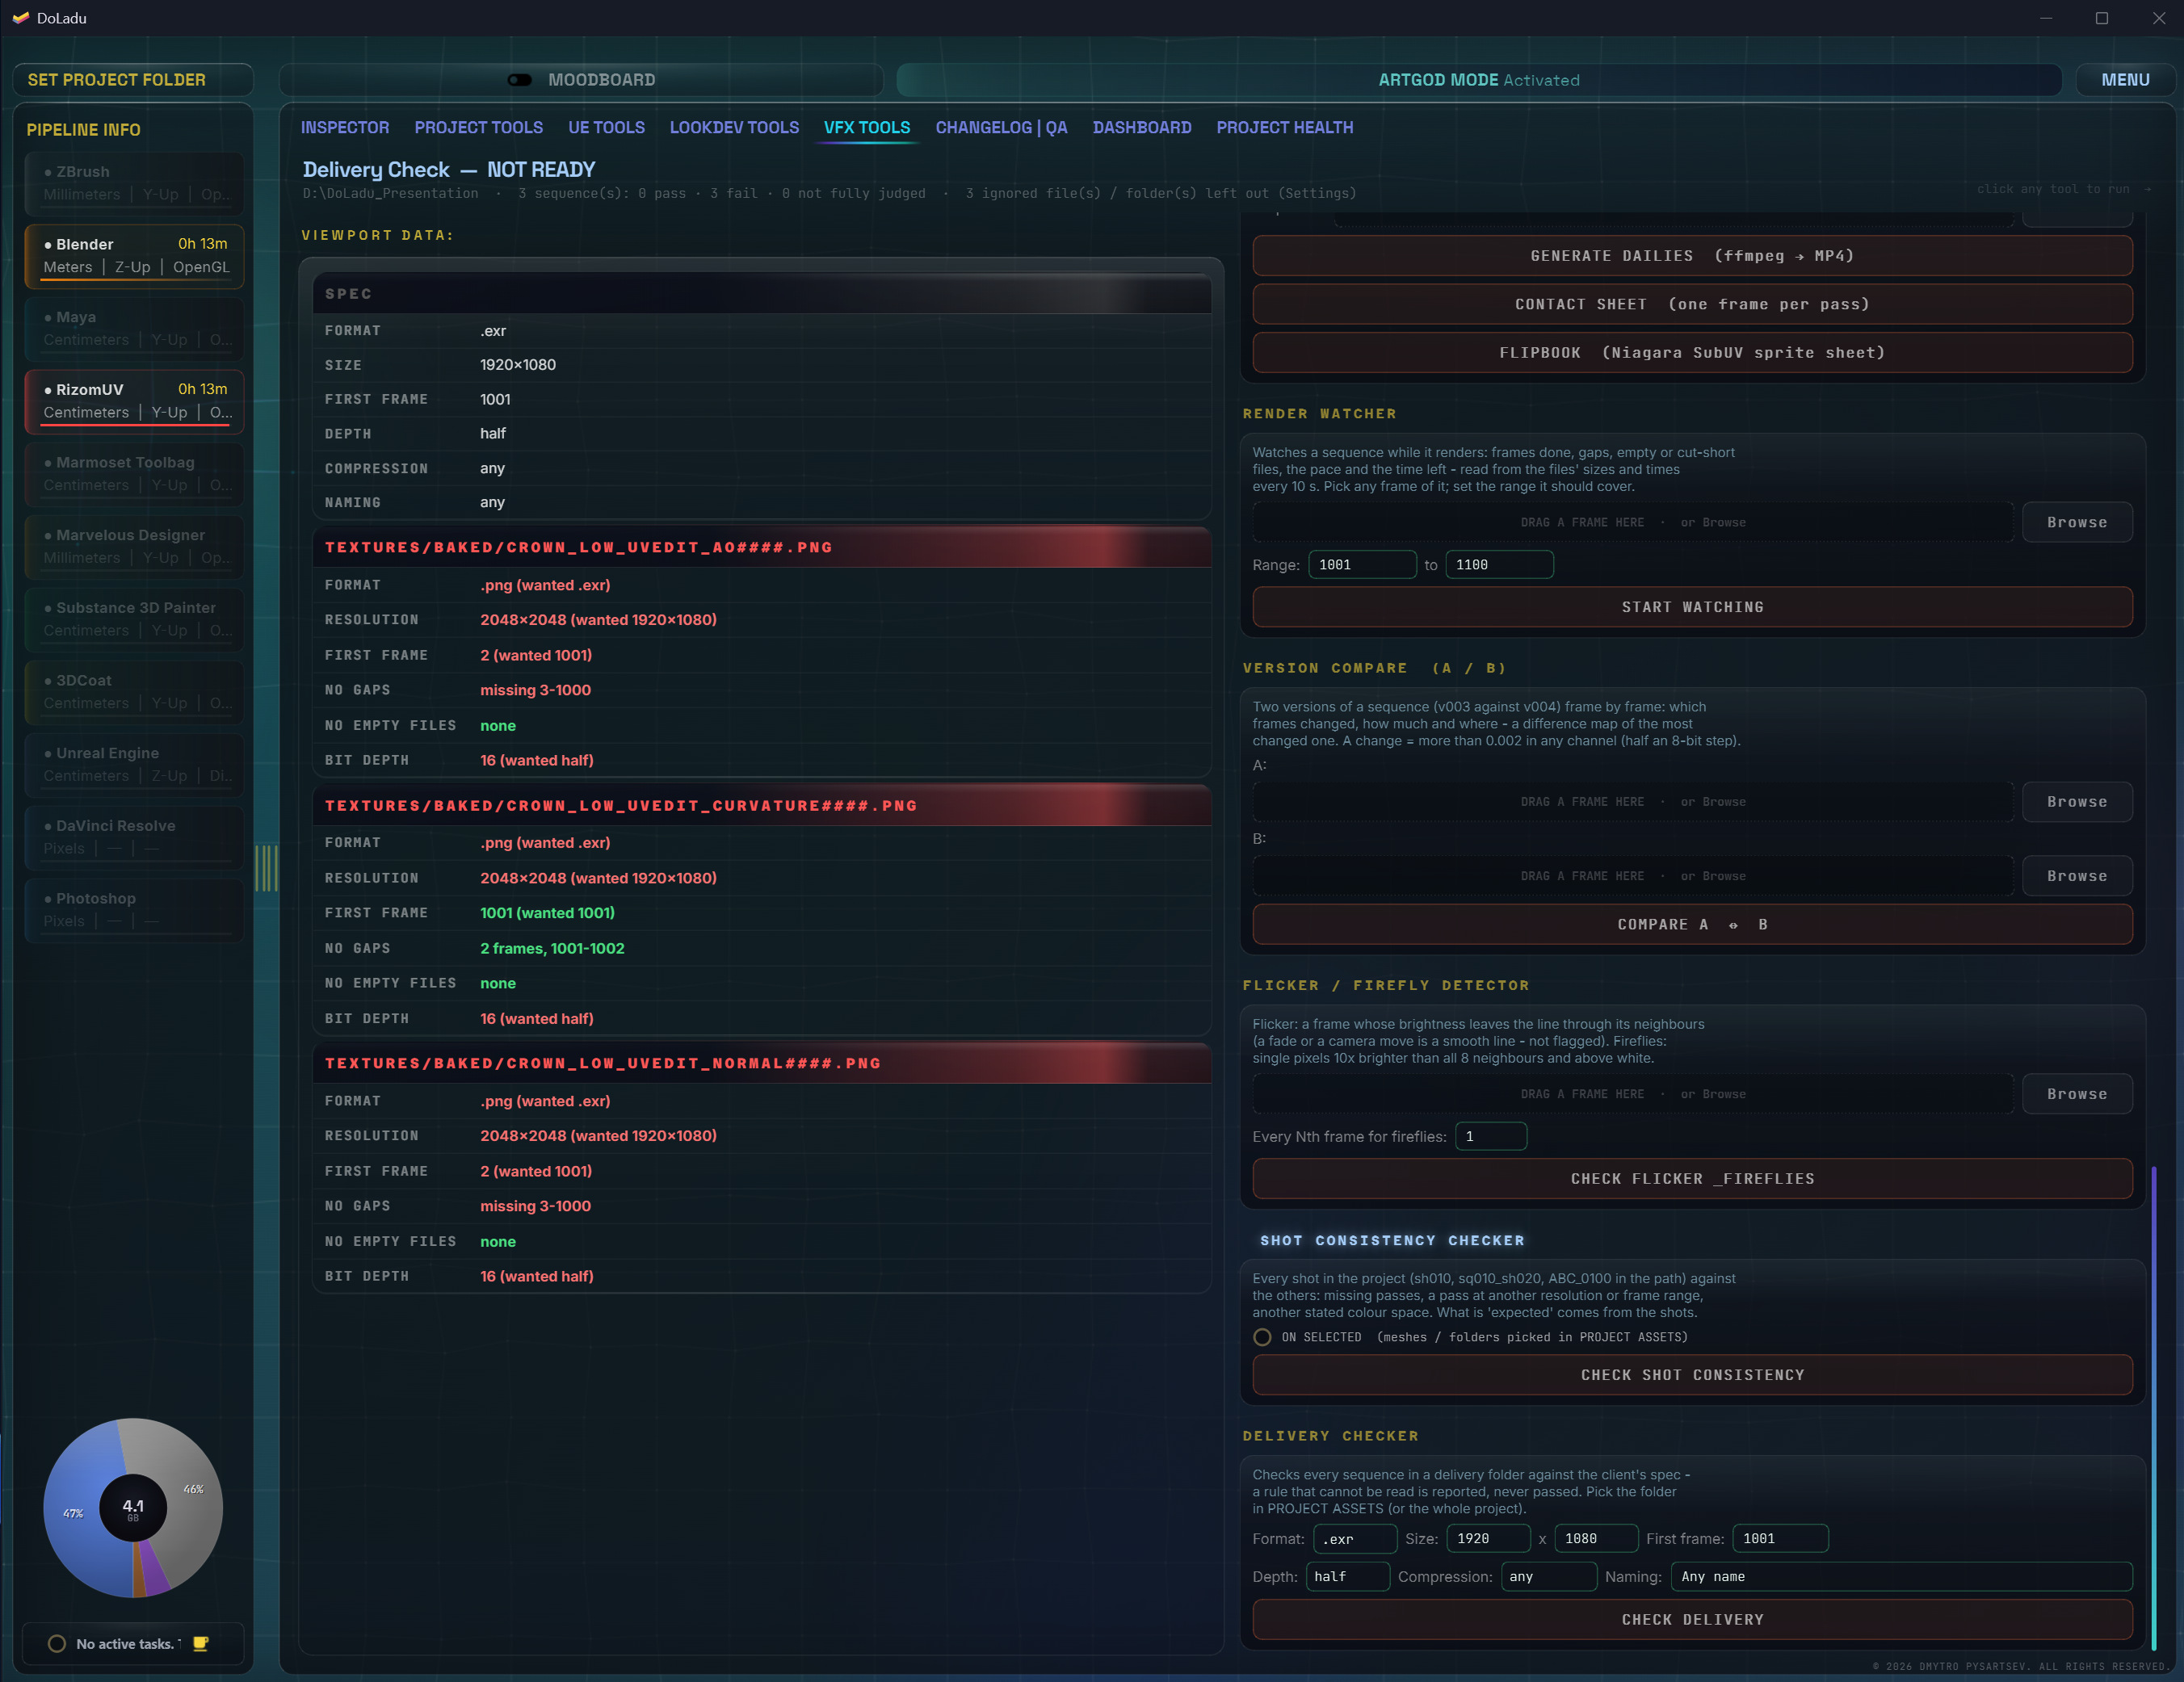 DoLadu
SET PROJECT FOLDER
MOODBOARD
ARTGOD MODE Activated
MENU
PIPELINE INFO
● ZBrush
Millimeters | Y-Up | Op...
● Blender 0h 13m
Meters | Z-Up | OpenGL
● Maya
Centimeters | Y-Up | O...
● RizomUV 0h 13m
Centimeters | Y-Up | O...
● Marmoset Toolbag
Centimeters | Y-Up | O...
● Marvelous Designer
Millimeters | Y-Up | Op...
● Substance 3D Painter
Centimeters | Y-Up | O...
● 3DCoat
Centimeters | Y-Up | O...
● Unreal Engine
Centimeters | Z-Up | Di...
● DaVinci Resolve
Pixels | — | —
● Photoshop
Pixels | — | —
46%
47%
4.1
GB
No active tasks.
INSPECTOR PROJECT TOOLS UE TOOLS LOOKDEV TOOLS VFX TOOLS CHANGELOG | QA DASHBOARD PROJECT HEALTH
Delivery Check — NOT READY
D:\DoLadu_Presentation · 3 sequence(s): 0 pass · 3 fail · 0 not fully judged · 3 ignored file(s) / folder(s) left out (Settings)
click any tool to run →
VIEWPORT DATA:
SPEC
FORMAT .exr
SIZE 1920×1080
FIRST FRAME 1001
DEPTH half
COMPRESSION any
NAMING any
TEXTURES/BAKED/CROWN_LOW_UVEDIT_AO####.PNG
FORMAT .png (wanted .exr)
RESOLUTION 2048×2048 (wanted 1920×1080)
FIRST FRAME 2 (wanted 1001)
NO GAPS missing 3-1000
NO EMPTY FILES none
BIT DEPTH 16 (wanted half)
TEXTURES/BAKED/CROWN_LOW_UVEDIT_CURVATURE####.PNG
FORMAT .png (wanted .exr)
RESOLUTION 2048×2048 (wanted 1920×1080)
FIRST FRAME 1001 (wanted 1001)
NO GAPS 2 frames, 1001-1002
NO EMPTY FILES none
BIT DEPTH 16 (wanted half)
TEXTURES/BAKED/CROWN_LOW_UVEDIT_NORMAL####.PNG
FORMAT .png (wanted .exr)
RESOLUTION 2048×2048 (wanted 1920×1080)
FIRST FRAME 2 (wanted 1001)
NO GAPS missing 3-1000
NO EMPTY FILES none
BIT DEPTH 16 (wanted half)
GENERATE DAILIES (ffmpeg → MP4)
CONTACT SHEET (one frame per pass)
FLIPBOOK (Niagara SubUV sprite sheet)
RENDER WATCHER
Watches a sequence while it renders: frames done, gaps, empty or cut-short
files, the pace and the time left - read from the files' sizes and times
every 10 s. Pick any frame of it; set the range it should cover.
DRAG A FRAME HERE · or Browse Browse
Range: 1001 to 1100
START WATCHING
VERSION COMPARE (A / B)
Two versions of a sequence (v003 against v004) frame by frame: which
frames changed, how much and where - a difference map of the most
changed one. A change = more than 0.002 in any channel (half an 8-bit step).
A:
DRAG A FRAME HERE · or Browse Browse
B:
DRAG A FRAME HERE · or Browse Browse
COMPARE A ⇔ B
FLICKER / FIREFLY DETECTOR
Flicker: a frame whose brightness leaves the line through its neighbours
(a fade or a camera move is a smooth line - not flagged). Fireflies:
single pixels 10x brighter than all 8 neighbours and above white.
DRAG A FRAME HERE · or Browse Browse
Every Nth frame for fireflies: 1
CHECK FLICKER _FIREFLIES
SHOT CONSISTENCY CHECKER
Every shot in the project (sh010, sq010_sh020, ABC_0100 in the path) against
the others: missing passes, a pass at another resolution or frame range,
another stated colour space. What is 'expected' comes from the shots.
ON SELECTED (meshes / folders picked in PROJECT ASSETS)
CHECK SHOT CONSISTENCY
DELIVERY CHECKER
Checks every sequence in a delivery folder against the client's spec -
a rule that cannot be read is reported, never passed. Pick the folder
in PROJECT ASSETS (or the whole project).
Format: .exr Size: 1920 x 1080 First frame: 1001
Depth: half Compression: any Naming: Any name
CHECK DELIVERY
© 2026 DMYTRO PYSARTSEV. ALL RIGHTS RESERVED.